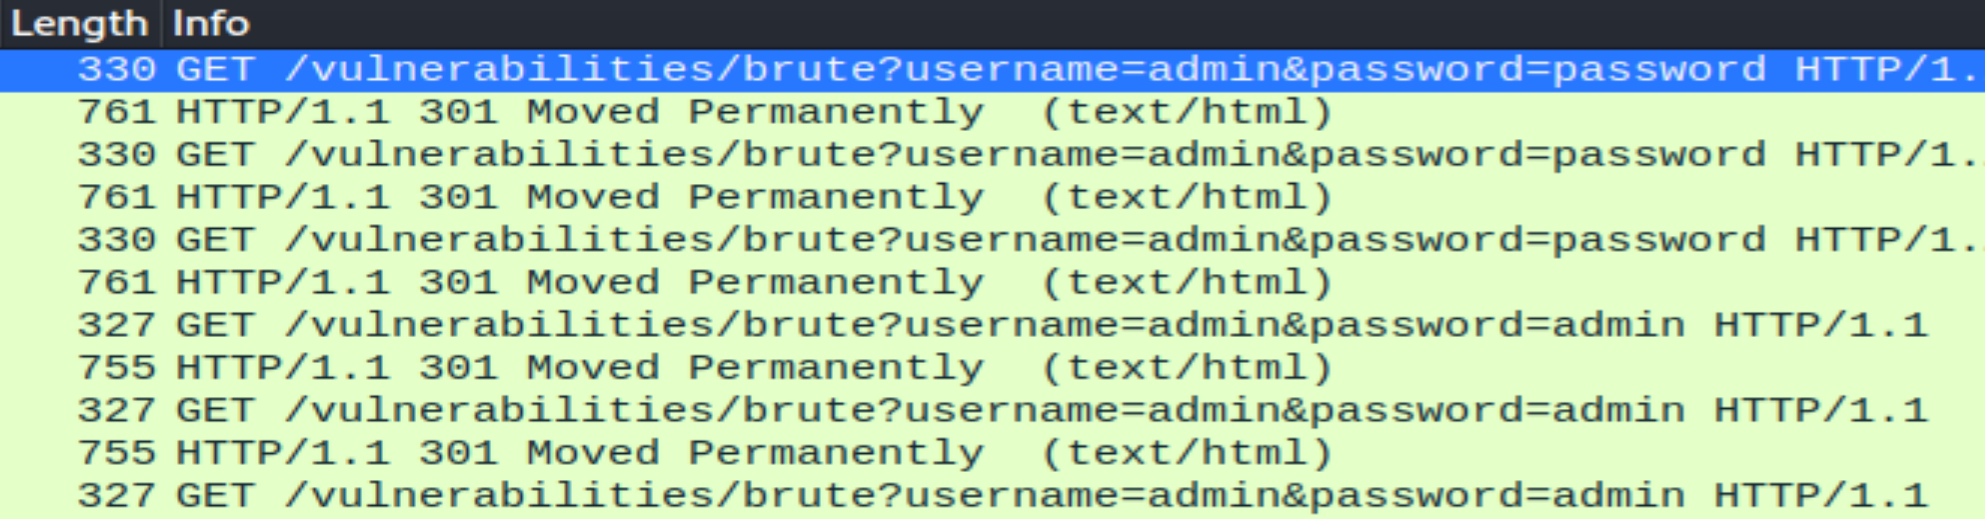 Length Info
330 GET /vulnerabilities/brute?username=admin&password=password HTTP/1.
761 HTTP/1.1 301 Moved Permanently (text/html)
330 GET /vulnerabilities/brute?username=admin&password=password HTTP/1.
761 HTTP/1.1 301 Moved Permanently (text/html)
330 GET /vulnerabilities/brute?username=admin&password=password HTTP/1.
761 HTTP/1.1 301 Moved Permanently (text/html)
327 GET /vulnerabilities/brute?username=admin&password=admin HTTP/1.1
755 HTTP/1.1 301 Moved Permanently (text/html)
327 GET /vulnerabilities/brute?username=admin&password=admin HTTP/1.1
755 HTTP/1.1 301 Moved Permanently (text/html)
327 GET /vulnerabilities/brute?username=admin&password=admin HTTP/1.1